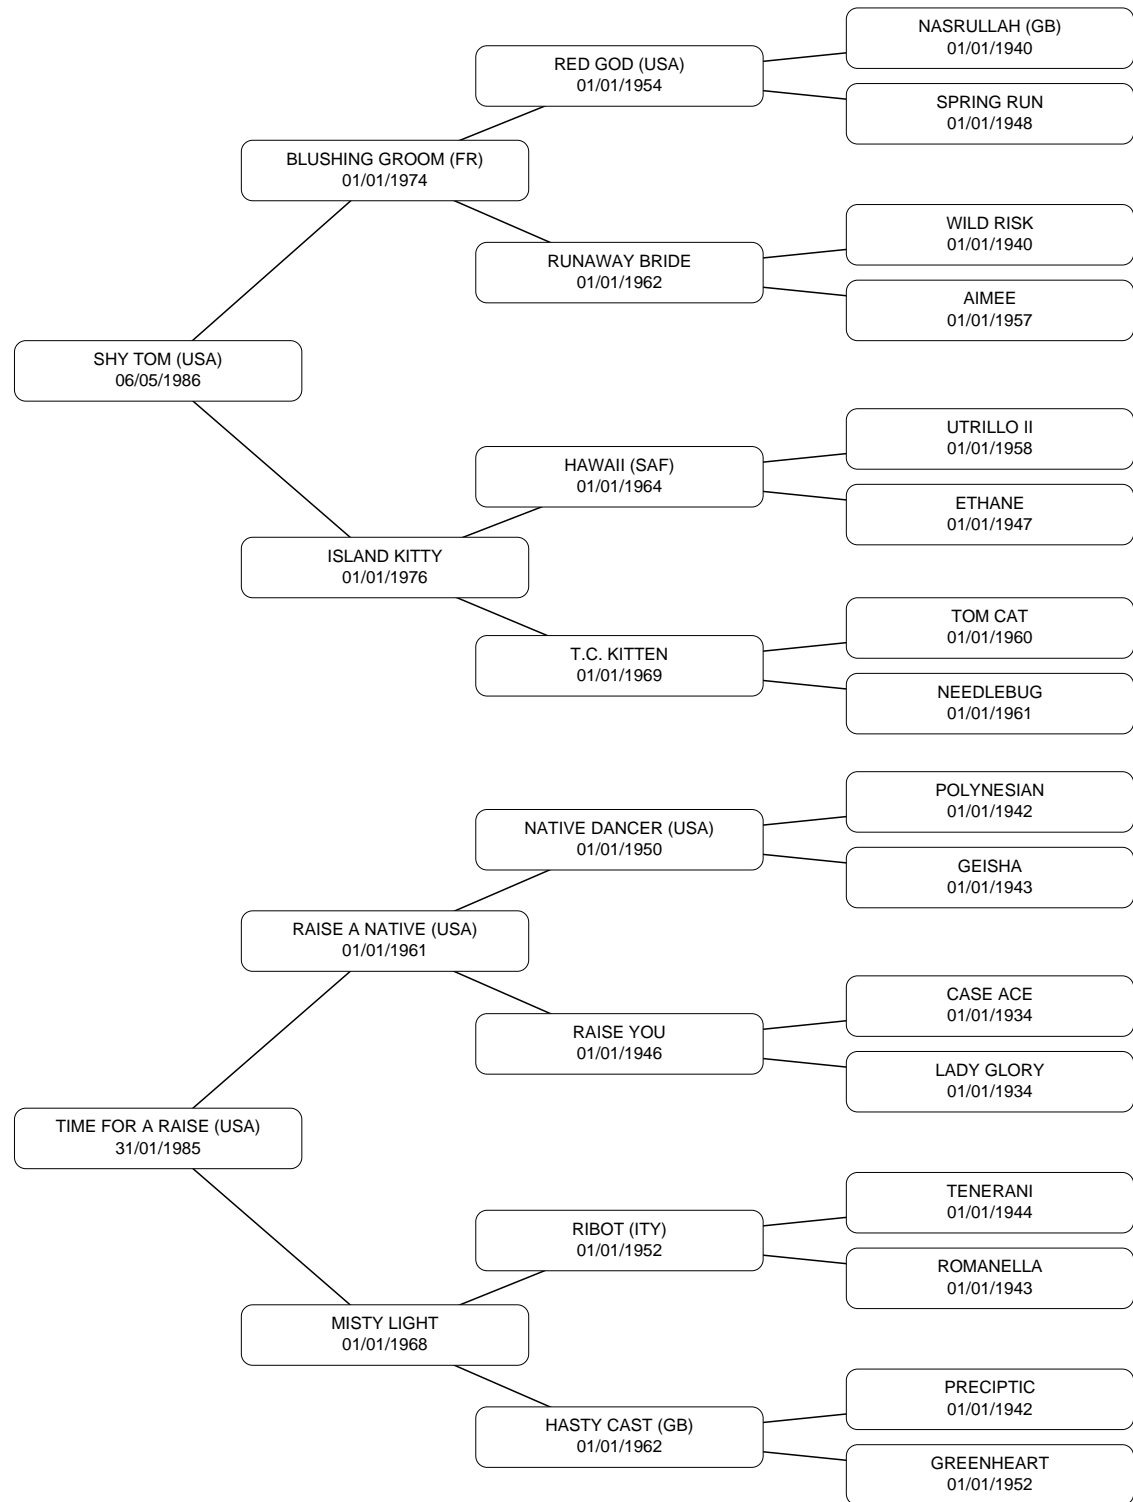 NASRULLAH (GB)
01/01/1940
RED GOD (USA)
01/01/1954
SPRING RUN
01/01/1948
BLUSHING GROOM (FR)
01/01/1974
WILD RISK
01/01/1940
RUNAWAY BRIDE
01/01/1962
AIMEE
01/01/1957
SHY TOM (USA)
06/05/1986
UTRILLO II
01/01/1958
HAWAII (SAF)
01/01/1964
ETHANE
01/01/1947
ISLAND KITTY
01/01/1976
TOM CAT
01/01/1960
T.C. KITTEN
01/01/1969
NEEDLEBUG
01/01/1961
POLYNESIAN
01/01/1942
NATIVE DANCER (USA)
01/01/1950
GEISHA
01/01/1943
RAISE A NATIVE (USA)
01/01/1961
CASE ACE
01/01/1934
RAISE YOU
01/01/1946
LADY GLORY
01/01/1934
TIME FOR A RAISE (USA)
31/01/1985
TENERANI
01/01/1944
RIBOT (ITY)
01/01/1952
ROMANELLA
01/01/1943
MISTY LIGHT
01/01/1968
PRECIPTIC
01/01/1942
HASTY CAST (GB)
01/01/1962
GREENHEART
01/01/1952